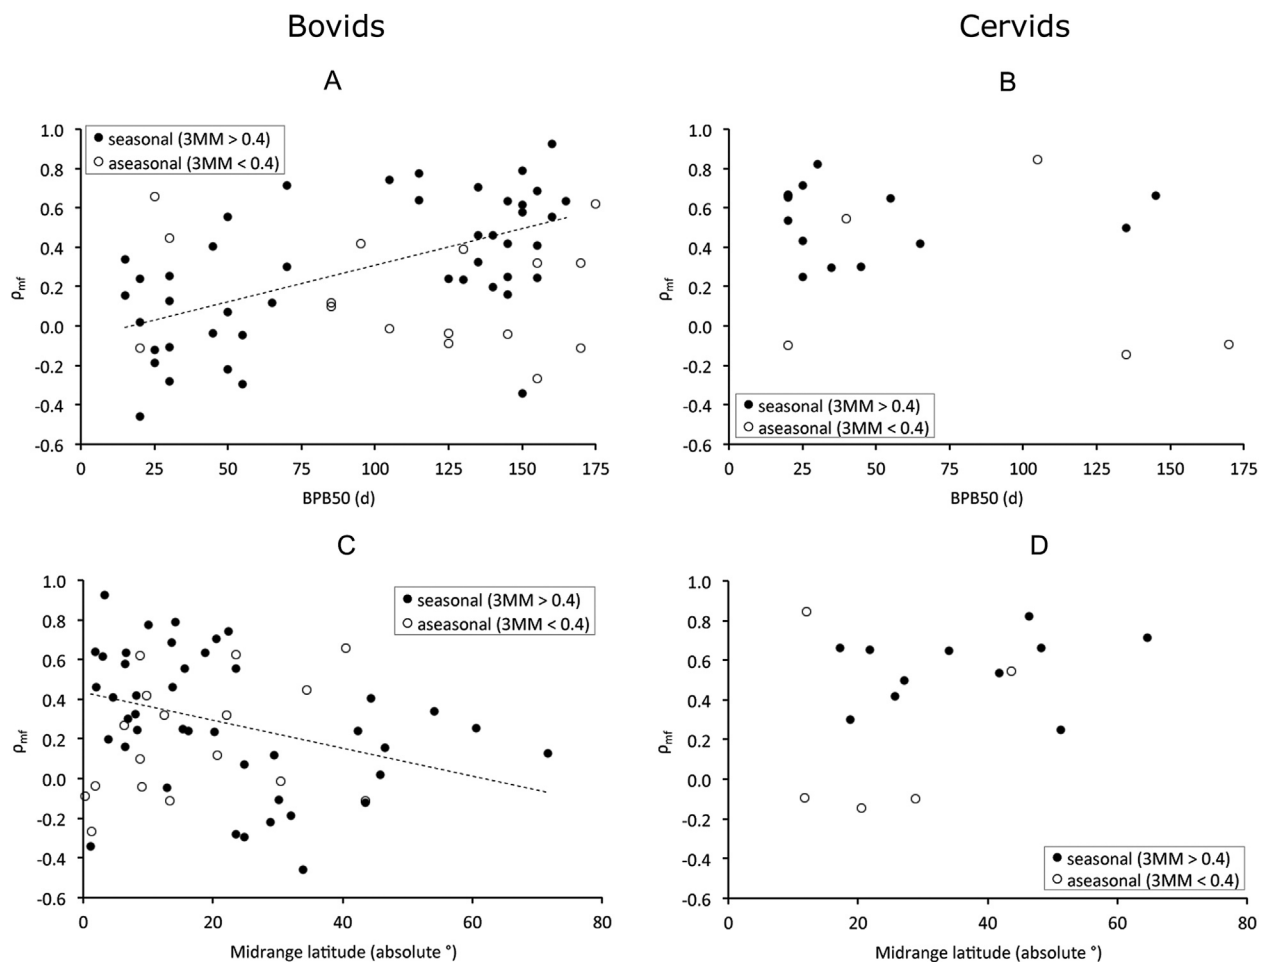 Bovids
Cervids
A
B
1.0
0.8
0.6
0.4
0.2
0.0
-0.2
-0.4
-0.6
ρmf
seasonal (3MM > 0.4)
aseasonal (3MM < 0.4)
0 25 50 75 100 125 150 175
BPB50 (d)
1.0
0.8
0.6
0.4
0.2
0.0
-0.2
-0.4
-0.6
ρmf
seasonal (3MM > 0.4)
aseasonal (3MM < 0.4)
0 25 50 75 100 125 150 175
BPB50 (d)
C
D
1.0
0.8
0.6
0.4
0.2
0.0
-0.2
-0.4
-0.6
ρmf
seasonal (3MM > 0.4)
aseasonal (3MM < 0.4)
0 20 40 60 80
Midrange latitude (absolute °)
1.0
0.8
0.6
0.4
0.2
0.0
-0.2
-0.4
-0.6
ρmf
seasonal (3MM > 0.4)
aseasonal (3MM < 0.4)
0 20 40 60 80
Midrange latitude (absolute °)